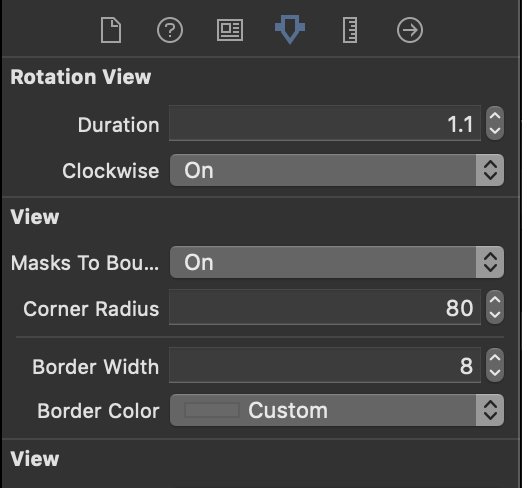 Rotation View
Duration 1.1
Clockwise On
View
Masks To Bou... On
Corner Radius 80
Border Width 8
Border Color Custom
View